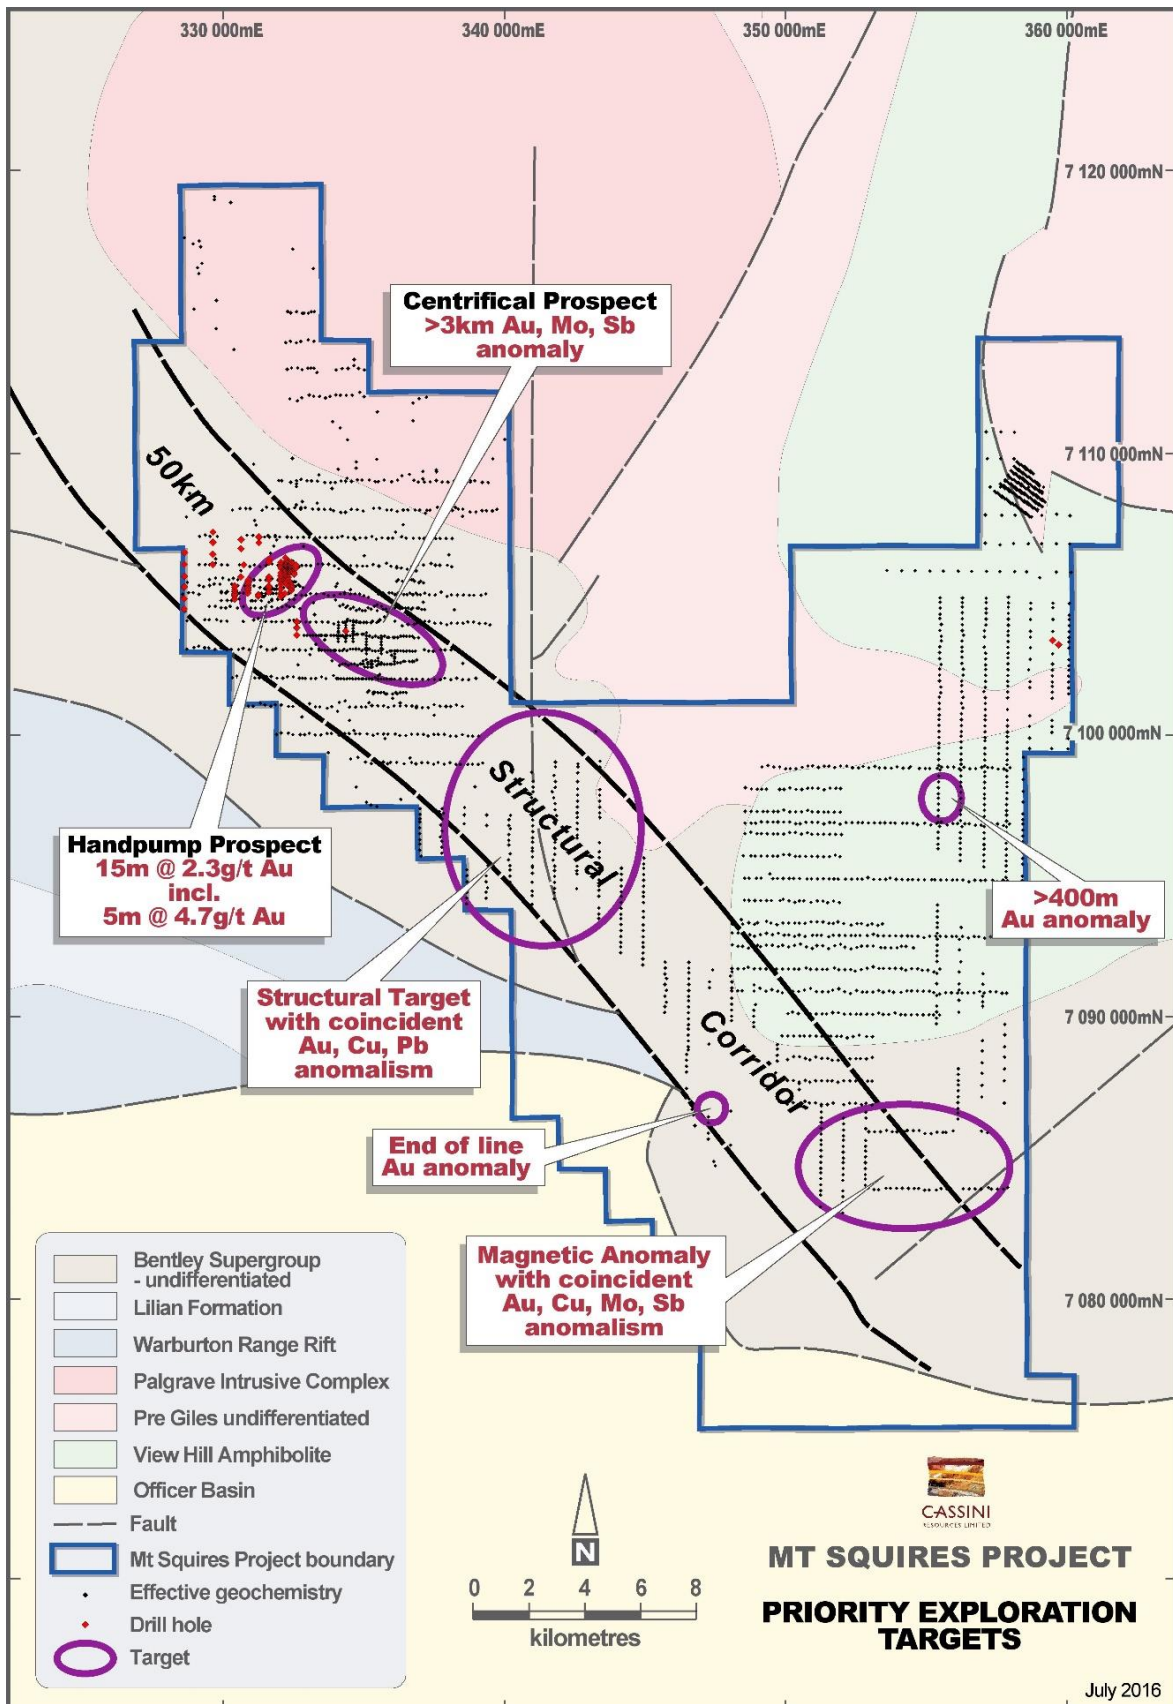 330 000mE
340 000mE
350 000mE
360 000mE
7 120 000mN
Centrifical Prospect
>3km Au, Mo, Sb
anomaly
50km
7 110 000mN
7 100 000mN
Structural
Handpump Prospect
15m @ 2.3g/t Au
incl.
5m @ 4.7g/t Au
>400m
Au anomaly
Structural Target
with coincident
Au, Cu, Pb
anomalism
7 090 000mN
Corridor
End of line
Au anomaly
Magnetic Anomaly
with coincident
Au, Cu, Mo, Sb
anomalism
7 080 000mN
Bentley Supergroup
- undifferentiated
Lilian Formation
Warburton Range Rift
Palgrave Intrusive Complex
Pre Giles undifferentiated
View Hill Amphibolite
Officer Basin
Fault
Mt Squires Project boundary
Effective geochemistry
Drill hole
Target
N
0 2 4 6 8
kilometres
CASSINI
RESOURCES LIMITED
MT SQUIRES PROJECT
PRIORITY EXPLORATION
TARGETS
July 2016